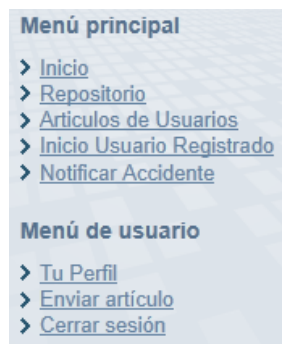 Menú principal
Inicio
Repositorio
Articulos de Usuarios
Inicio Usuario Registrado
Notificar Accidente
Menú de usuario
Tu Perfil
Enviar artículo
Cerrar sesión